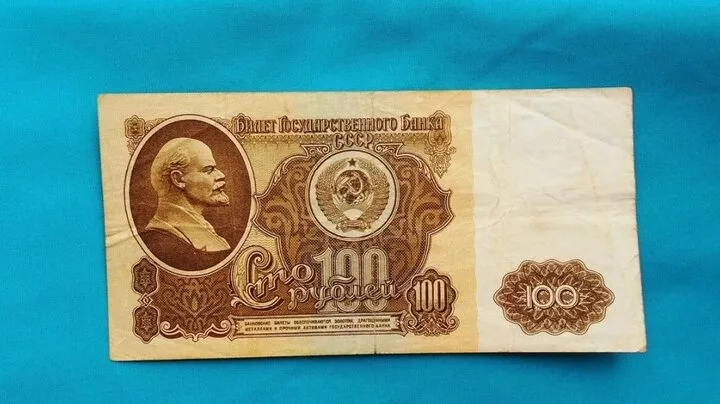 Билет Государственного Банка
СССР
Сто
100
рублей
100
100
БАНКОВСКИЕ БИЛЕТЫ ОБЕСПЕЧИВАЮТСЯ ЗОЛОТОМ, ДРАГОЦЕННЫМИ
МЕТАЛЛАМИ И ПРОЧИМИ АКТИВАМИ ГОСУДАРСТВЕННОГО БАНКА